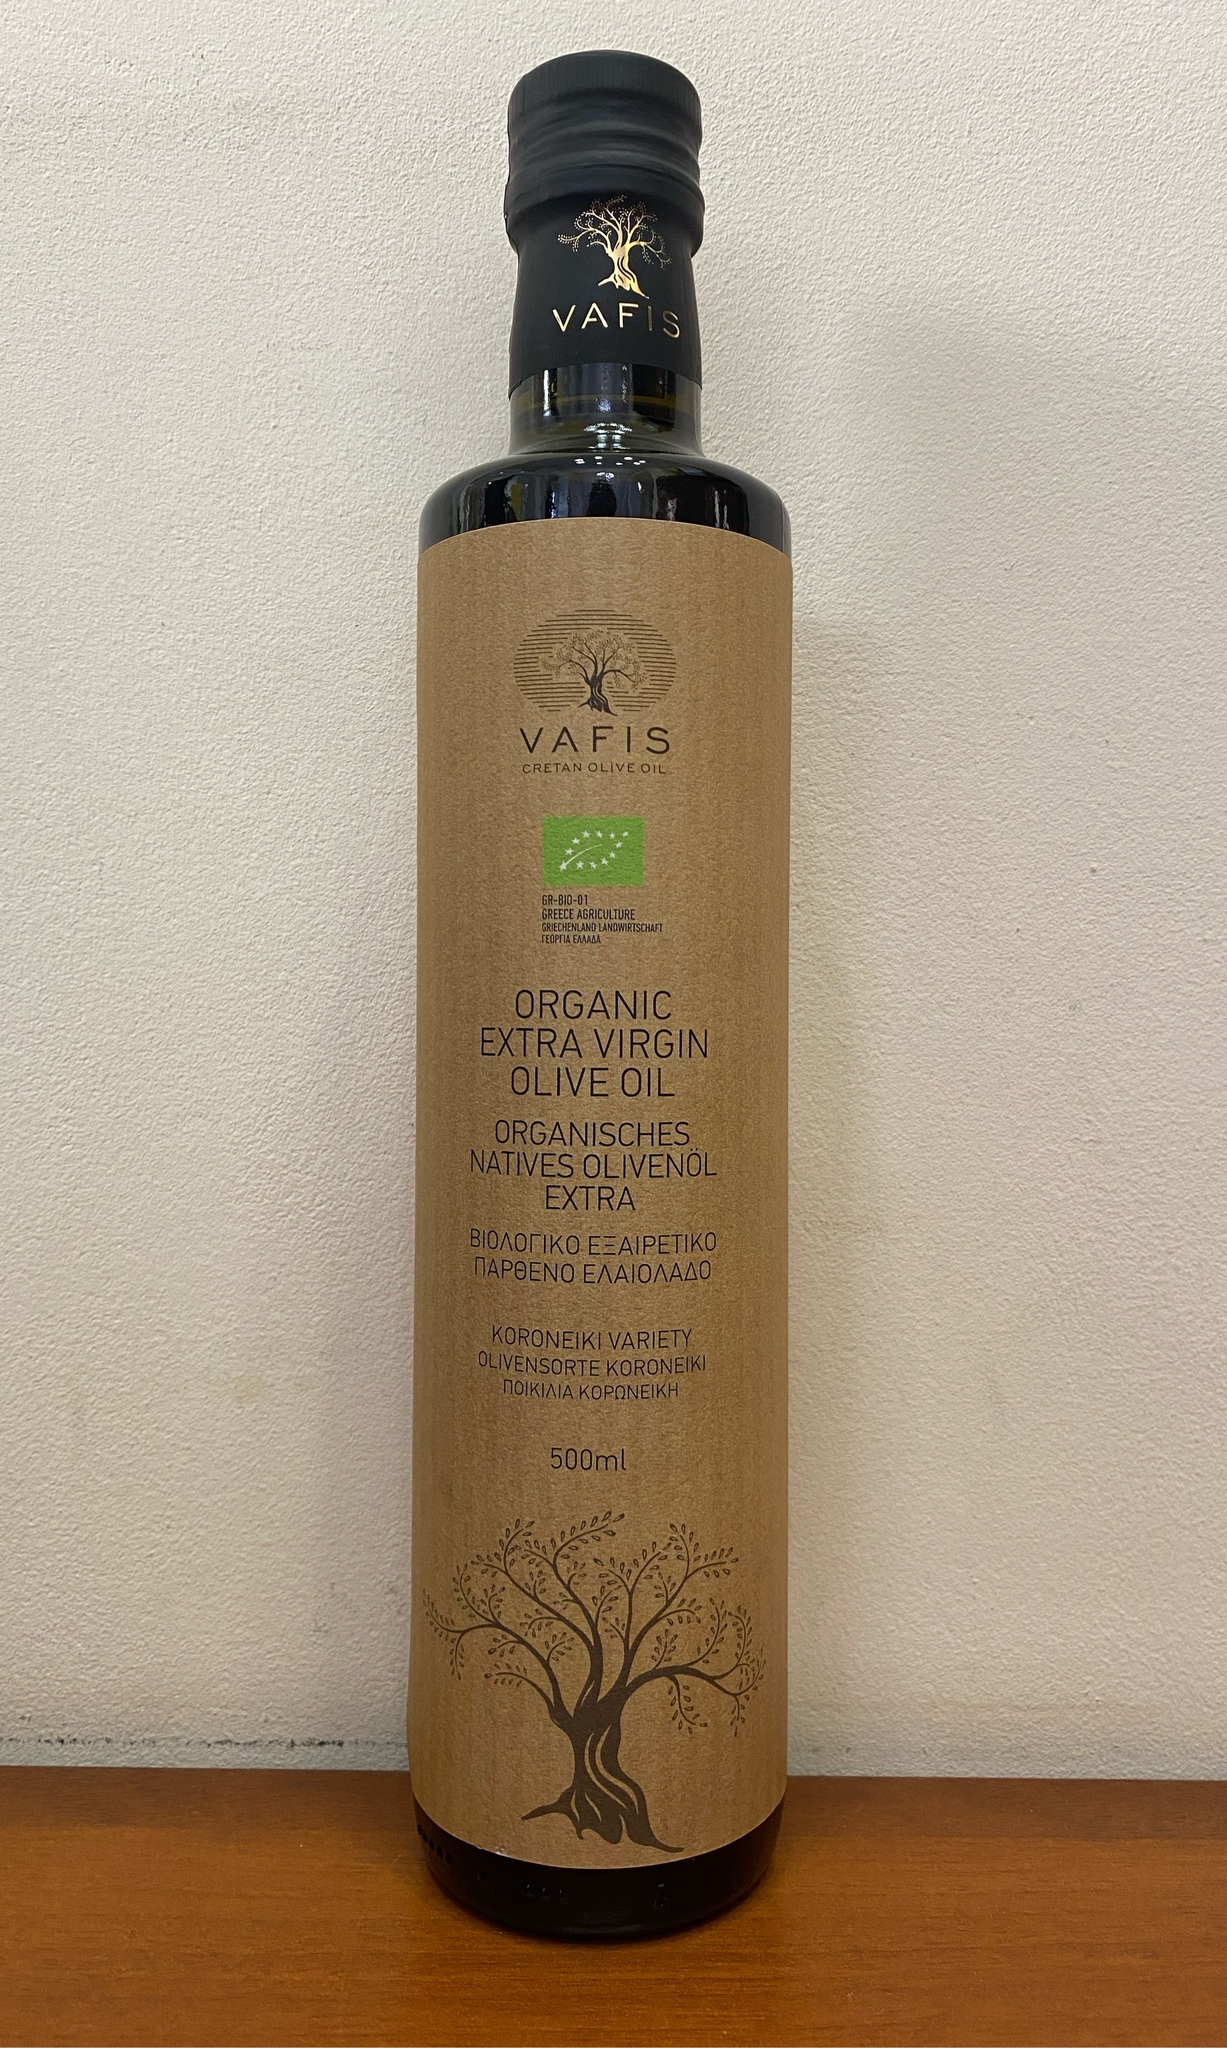 VAFIS
VAFIS
CRETAN OLIVE OIL
GR-BIO-01
GREECE AGRICULTURE
GRIECHENLAND LANDWIRTSCHAFT
ΓΕΩΡΓΙΑ ΕΛΛΑΔΑ
ORGANIC
EXTRA VIRGIN
OLIVE OIL
ORGANISCHES
NATIVES OLIVENÖL
EXTRA
ΒΙΟΛΟΓΙΚΟ ΕΞΑΙΡΕΤΙΚΟ
ΠΑΡΘΕΝΟ ΕΛΑΙΟΛΑΔΟ
KORONEIKI VARIETY
OLIVENSORTE KORONEIKI
ΠΟΙΚΙΛΙΑ ΚΟΡΩΝΕΙΚΗ
500ml